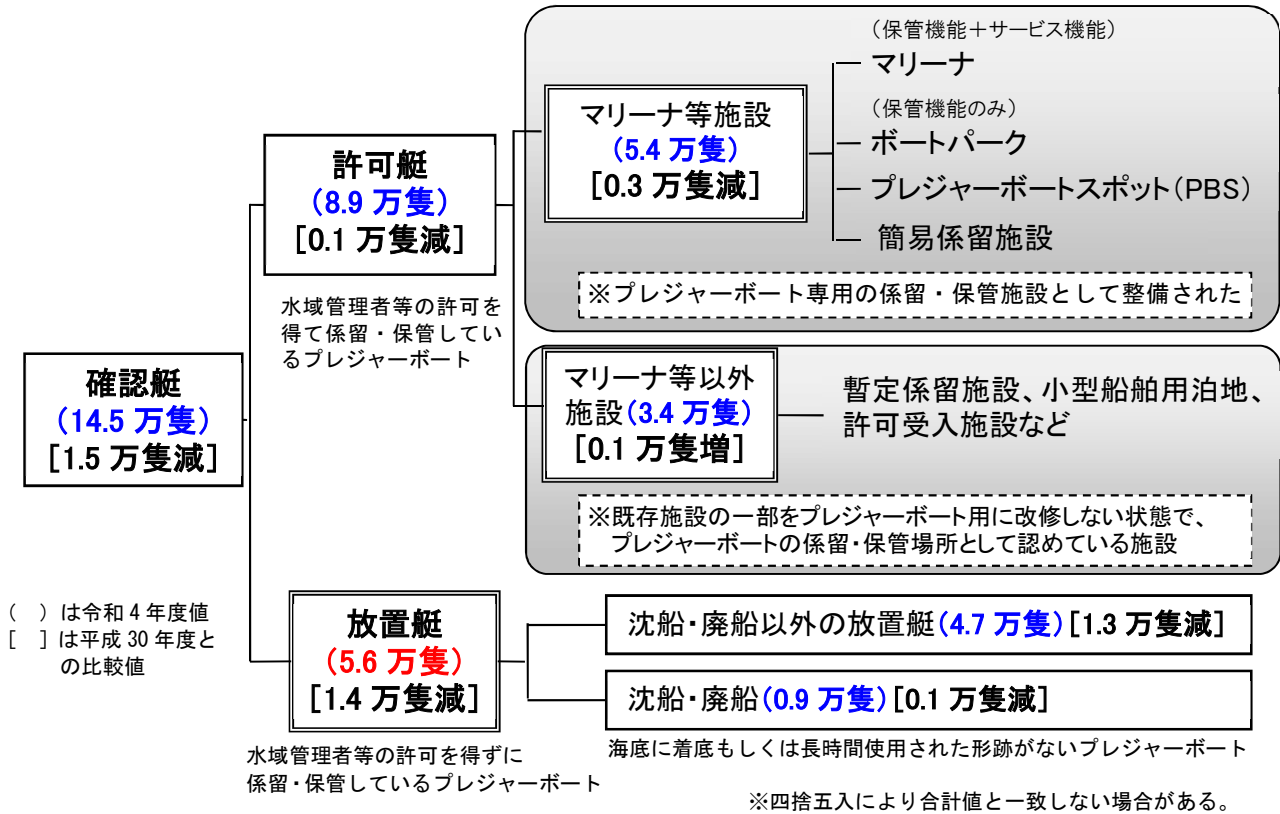 確認艇
（14.5 万隻）
［1.5 万隻減］
（　）は令和 4 年度値
［　］は平成 30 年度と
の比較値
許可艇
（8.9 万隻）
［0.1 万隻減］
水域管理者等の許可を
得て係留・保管してい
るプレジャーボート
マリーナ等施設
（5.4 万隻）
［0.3 万隻減］
（保管機能＋サービス機能）
マリーナ
（保管機能のみ）
ボートパーク
プレジャーボートスポット（PBS）
簡易係留施設
※プレジャーボート専用の係留・保管施設として整備された
マリーナ等以外
施設（3.4 万隻）
［0.1 万隻増］
暫定係留施設、小型船舶用泊地、
許可受入施設など
※既存施設の一部をプレジャーボート用に改修しない状態で、
プレジャーボートの係留・保管場所として認めている施設
放置艇
（5.6 万隻）
［1.4 万隻減］
水域管理者等の許可を得ずに
係留・保管しているプレジャーボート
沈船・廃船以外の放置艇（4.7 万隻）［1.3 万隻減］
沈船・廃船（0.9 万隻）［0.1 万隻減］
海底に着底もしくは長時間使用された形跡がないプレジャーボート
※四捨五入により合計値と一致しない場合がある。